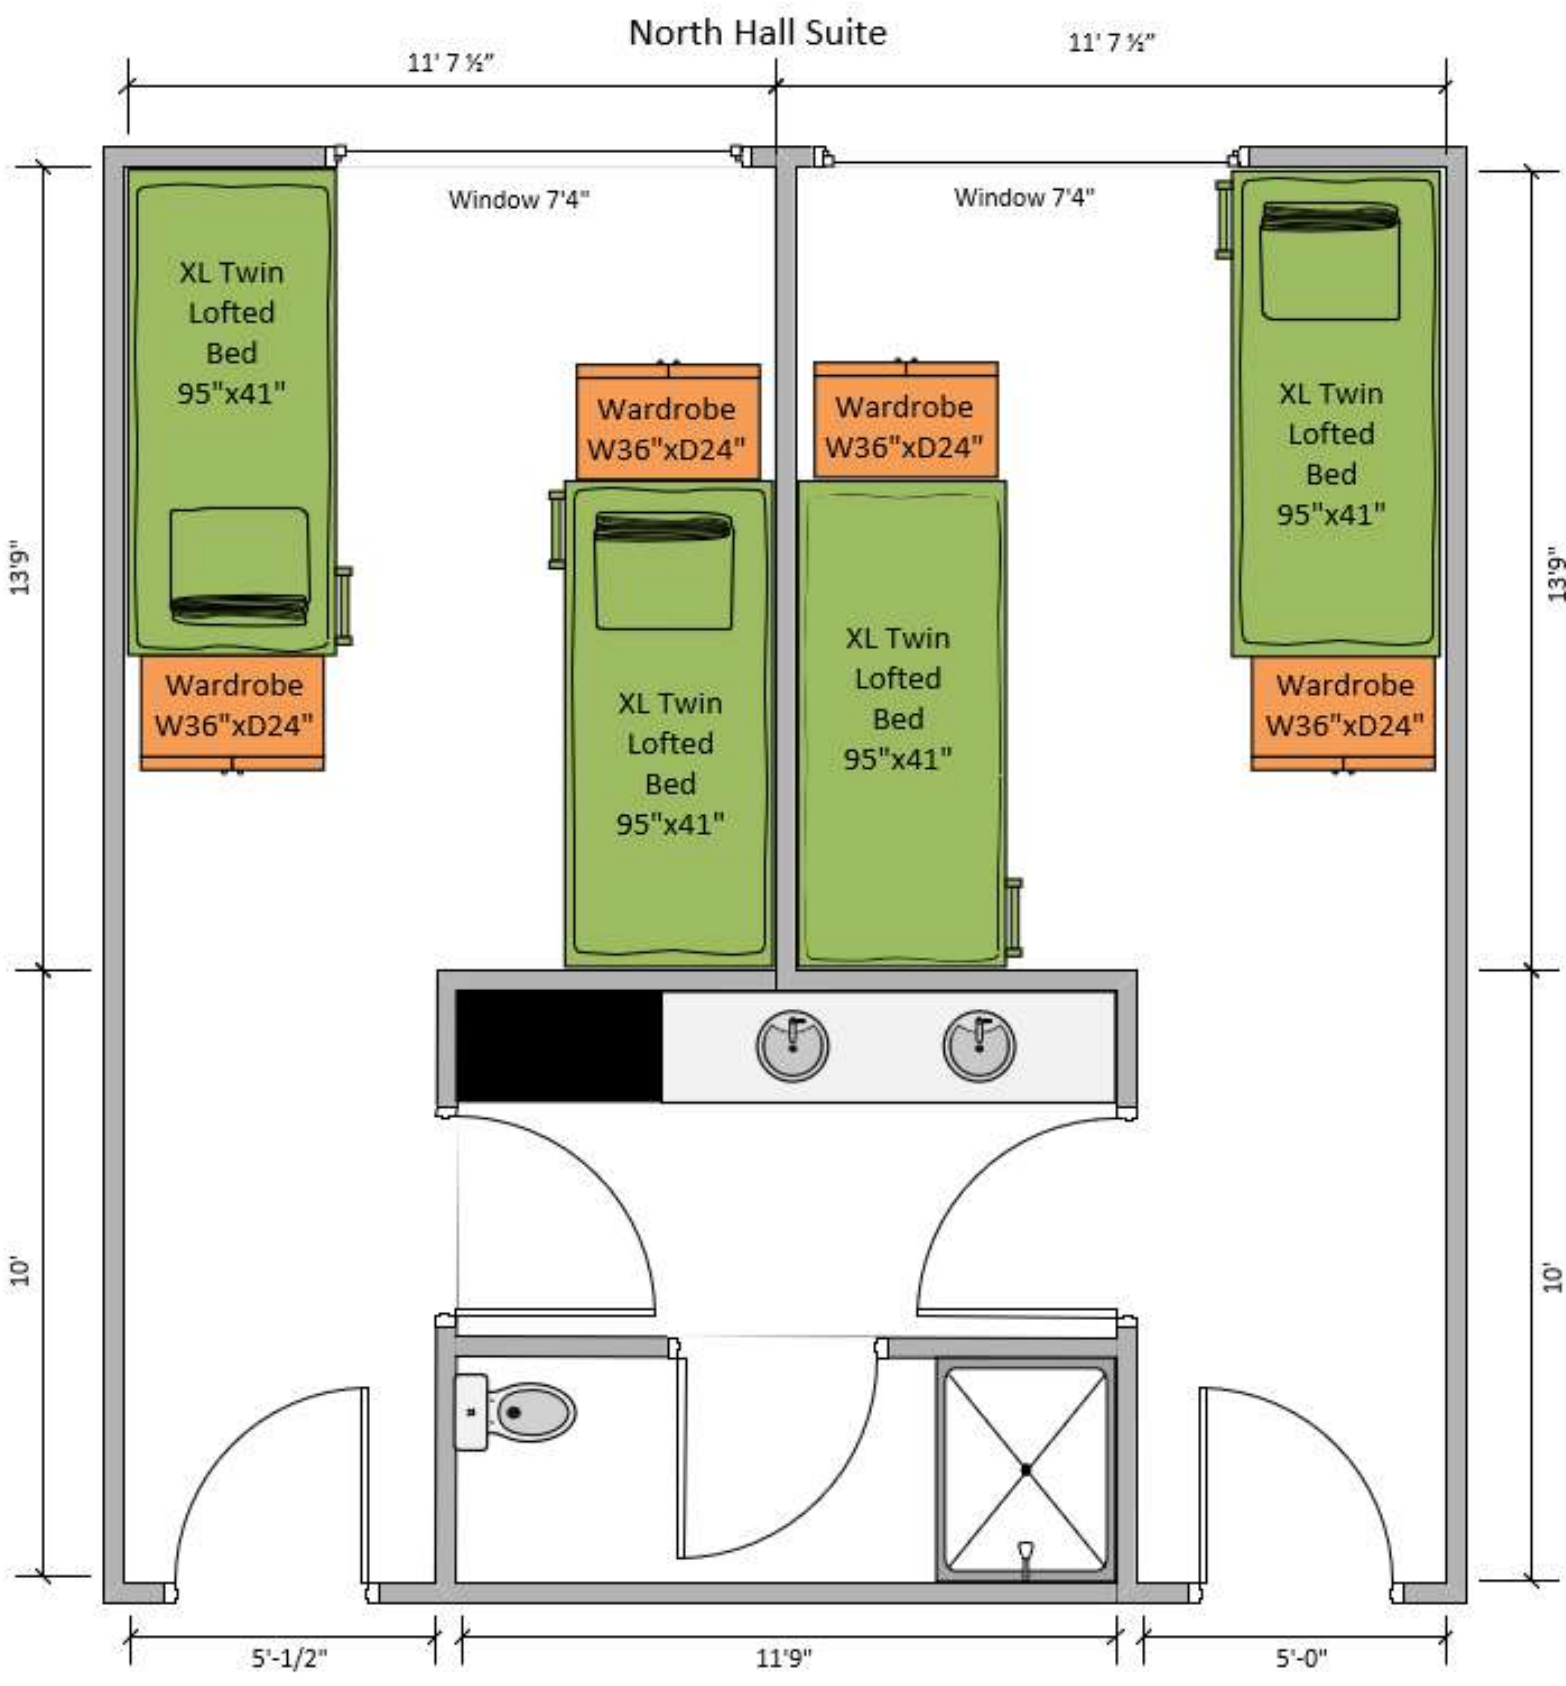 North Hall Suite
11' 7 ½"
11' 7 ½"
Window 7'4"
Window 7'4"
XL Twin
Lofted
Bed
95"x41"
XL Twin
Lofted
Bed
95"x41"
Wardrobe
W36"xD24"
Wardrobe
W36"xD24"
13'9"
13'9"
Wardrobe
W36"xD24"
XL Twin
Lofted
Bed
95"x41"
XL Twin
Lofted
Bed
95"x41"
Wardrobe
W36"xD24"
10'
10'
5'-1/2"
11'9"
5'-0"